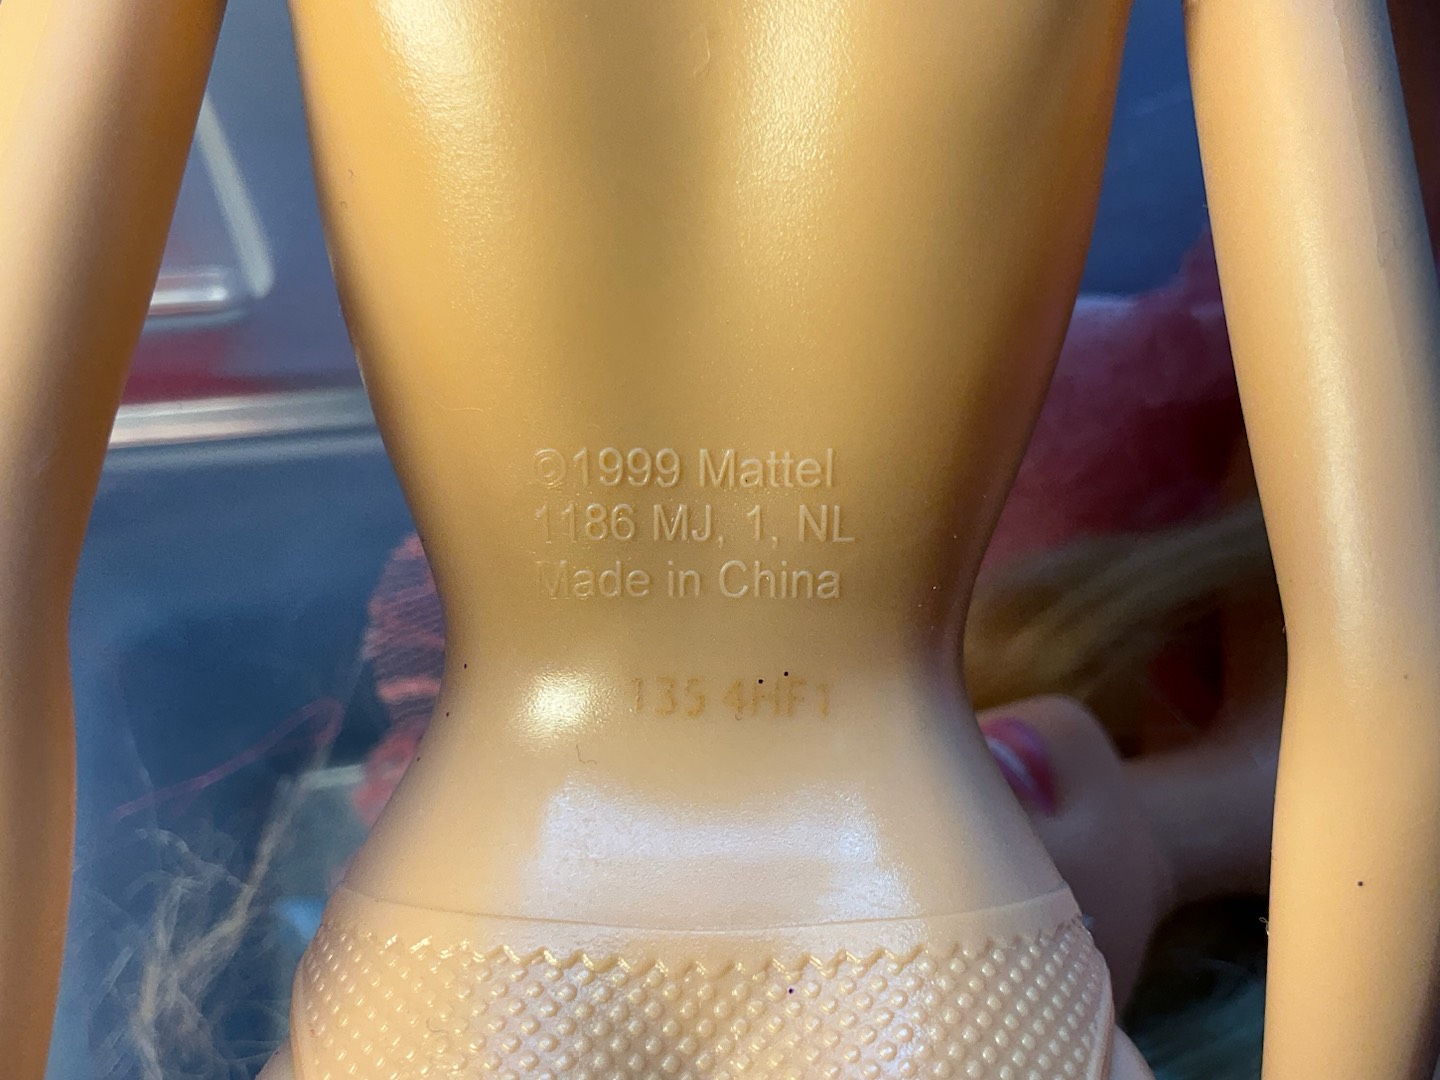 ©1999 Mattel
1186 MJ, 1, NL
Made in China
135 4HF1